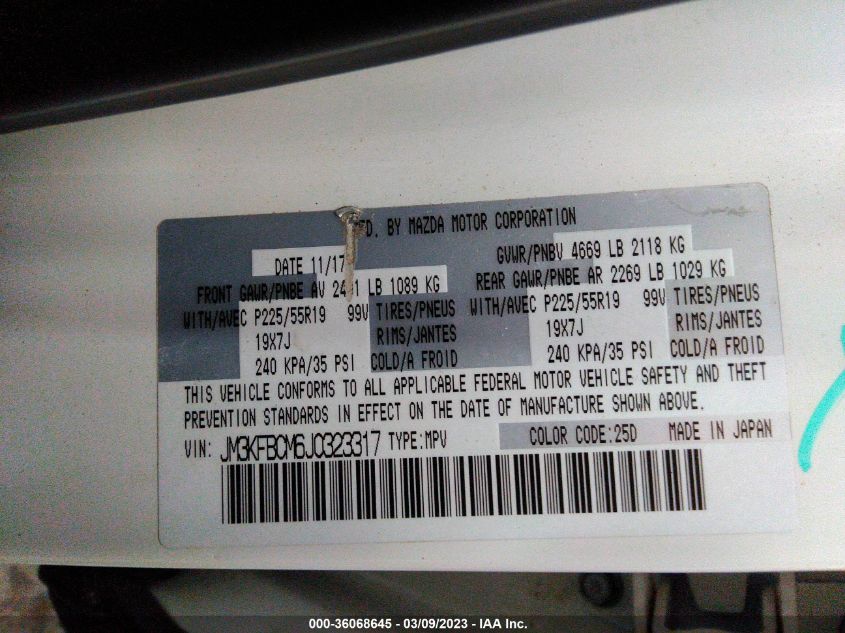 FD. BY MAZDA MOTOR CORPORATION
DATE 11/17 GVWR/PNBV 4669 LB 2118 KG
FRONT GAWR/PNBE AV LB 1089 KG REAR GAWR/PNBE AR 2269 LB 1029 KG
WITH/AVEC P225/55R19 99V TIRES/PNEUS WITH/AVEC P225/55R19 99V TIRES/PNEUS
19X7J RIMS/JANTES 19X7J RIMS/JANTES
240 KPA/35 PSI COLD/A FROID 240 KPA/35 PSI COLD/A FROID
THIS VEHICLE CONFORMS TO ALL APPLICABLE FEDERAL MOTOR VEHICLE SAFETY AND THEFT
PREVENTION STANDARDS IN EFFECT ON THE DATE OF MANUFACTURE SHOWN ABOVE.
VIN: JM3KFBCM6J0323317 TYPE:MPV COLOR CODE:25D MADE IN JAPAN
000-36068645 - 03/09/2023 - IAA Inc.